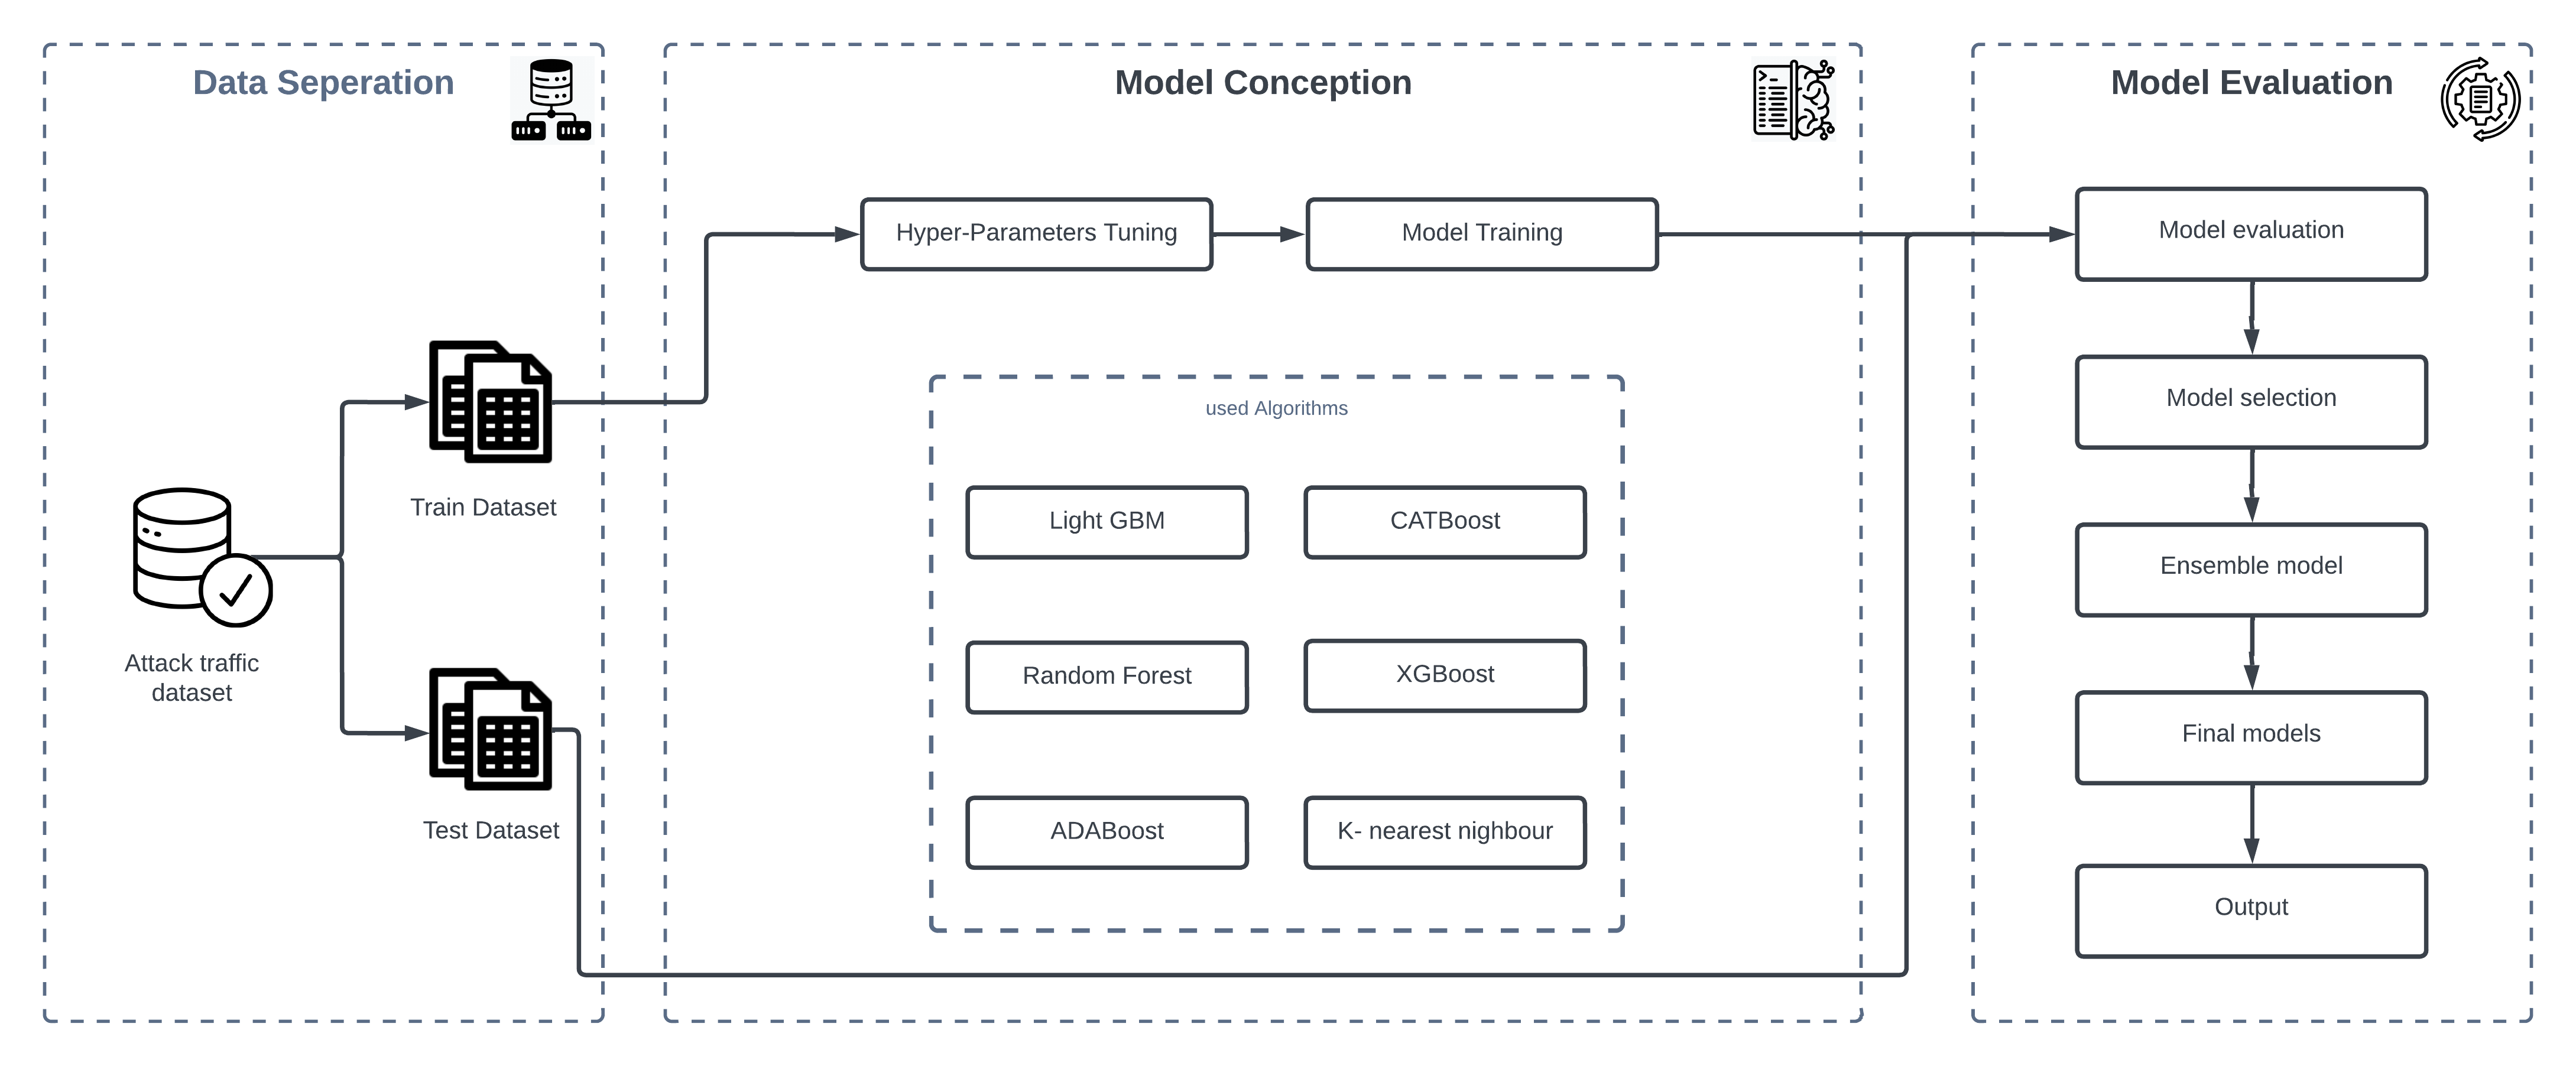 Data Seperation
Attack traffic
dataset
Train Dataset
Test Dataset
Model Conception
Hyper-Parameters Tuning
Model Training
used Algorithms
Light GBM
CATBoost
Random Forest
XGBoost
ADABoost
K- nearest nighbour
Model Evaluation
Model evaluation
Model selection
Ensemble model
Final models
Output